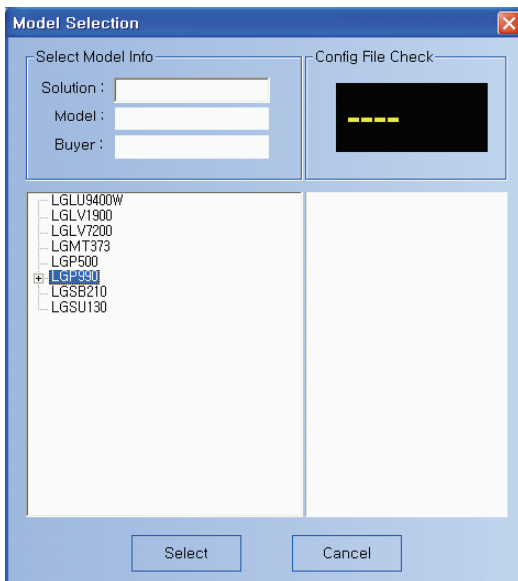 Model Selection
Select Model Info
Solution :
Model :
Buyer :
Config File Check
----
LGLU9400W
LGLV1900
LGLV7200
LGMT373
LGP500
LGP990
LGSB210
LGSU130
Select
Cancel